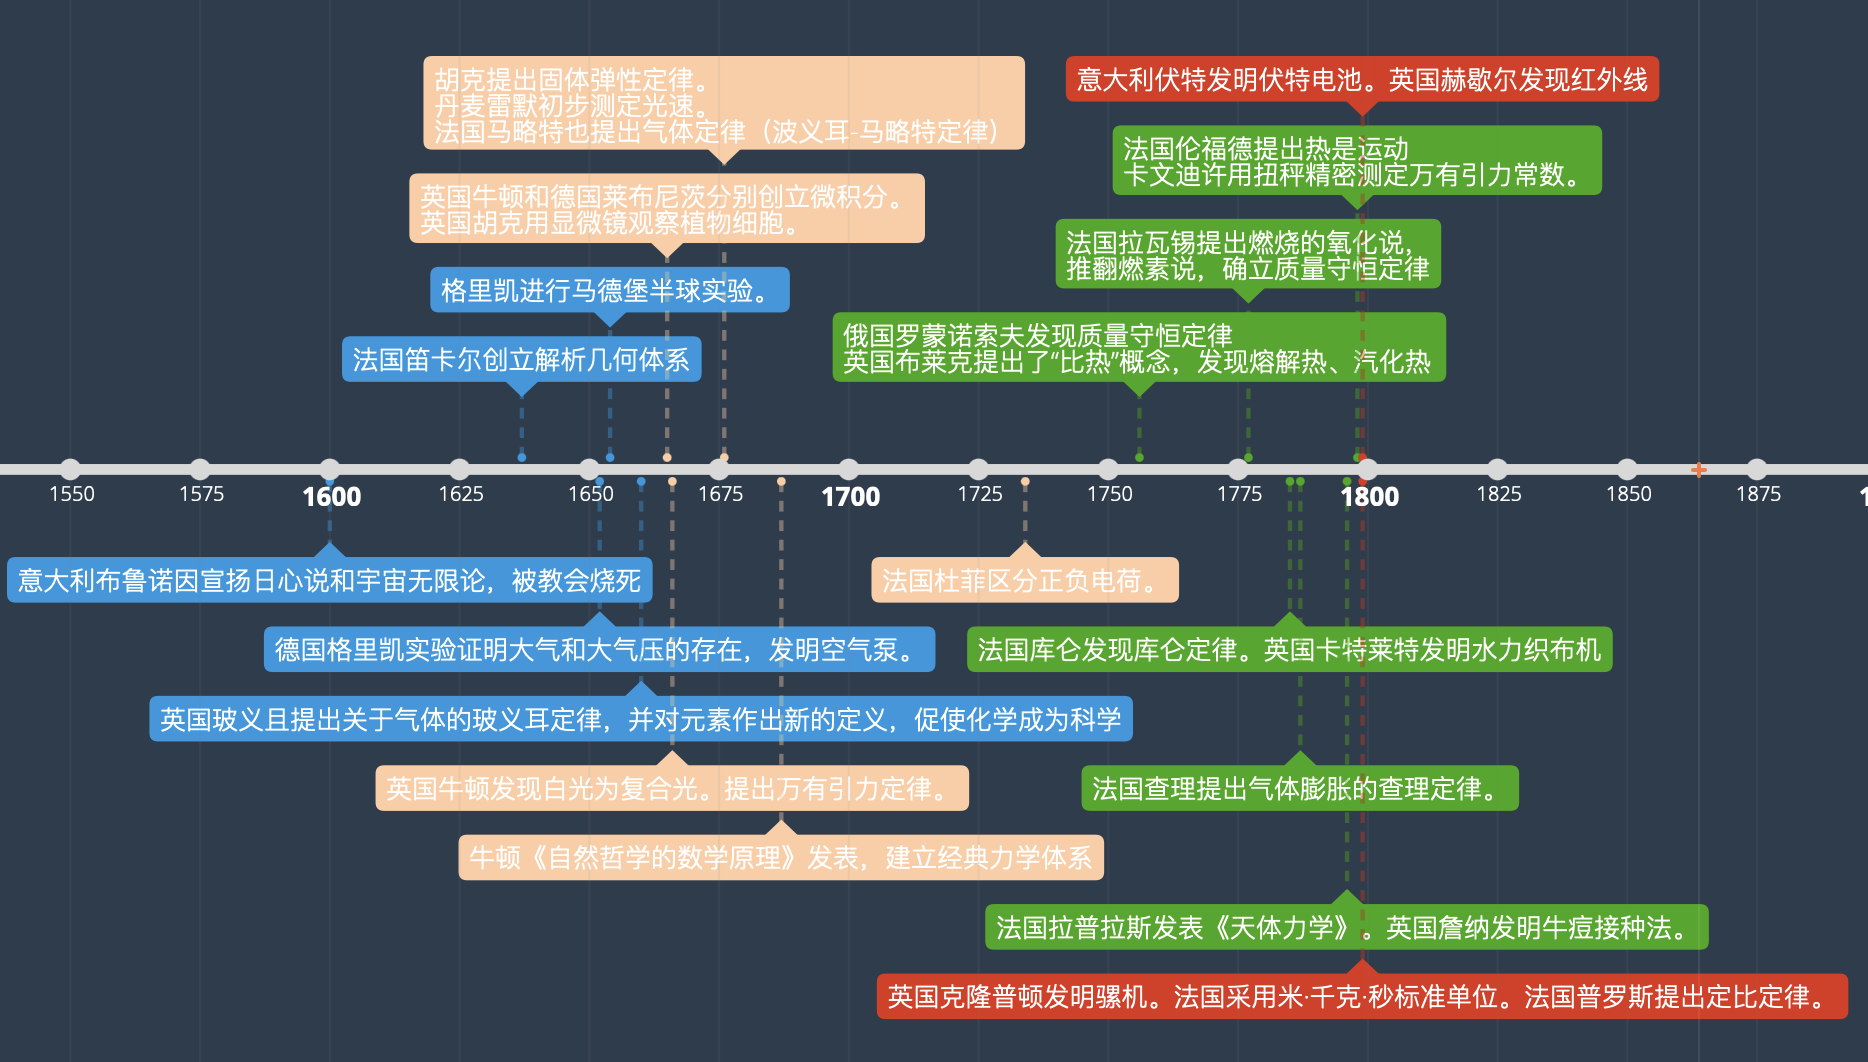 胡克提出固体弹性定律。
丹麦雷默初步测定光速。
法国马略特也提出气体定律（波义耳-马略特定律）
意大利伏特发明伏特电池。英国赫歇尔发现红外线
法国伦福德提出热是运动
卡文迪许用扭秤精密测定万有引力常数。
英国牛顿和德国莱布尼茨分别创立微积分。
英国胡克用显微镜观察植物细胞。
法国拉瓦锡提出燃烧的氧化说，
推翻燃素说，确立质量守恒定律
格里凯进行马德堡半球实验。
俄国罗蒙诺索夫发现质量守恒定律
英国布莱克提出了“比热”概念，发现熔解热、汽化热
法国笛卡尔创立解析几何体系
1550 1575 1600 1625 1650 1675 1700 1725 1750 1775 1800 1825 1850 1875
意大利布鲁诺因宣扬日心说和宇宙无限论，被教会烧死
法国杜菲区分正负电荷。
德国格里凯实验证明大气和大气压的存在，发明空气泵。
法国库仑发现库仑定律。英国卡特莱特发明水力织布机
英国玻义且提出关于气体的玻义耳定律，并对元素作出新的定义，促使化学成为科学
英国牛顿发现白光为复合光。提出万有引力定律。
法国查理提出气体膨胀的查理定律。
牛顿《自然哲学的数学原理》发表，建立经典力学体系
法国拉普拉斯发表《天体力学》。英国詹纳发明牛痘接种法。
英国克隆普顿发明骡机。法国采用米·千克·秒标准单位。法国普罗斯提出定比定律。